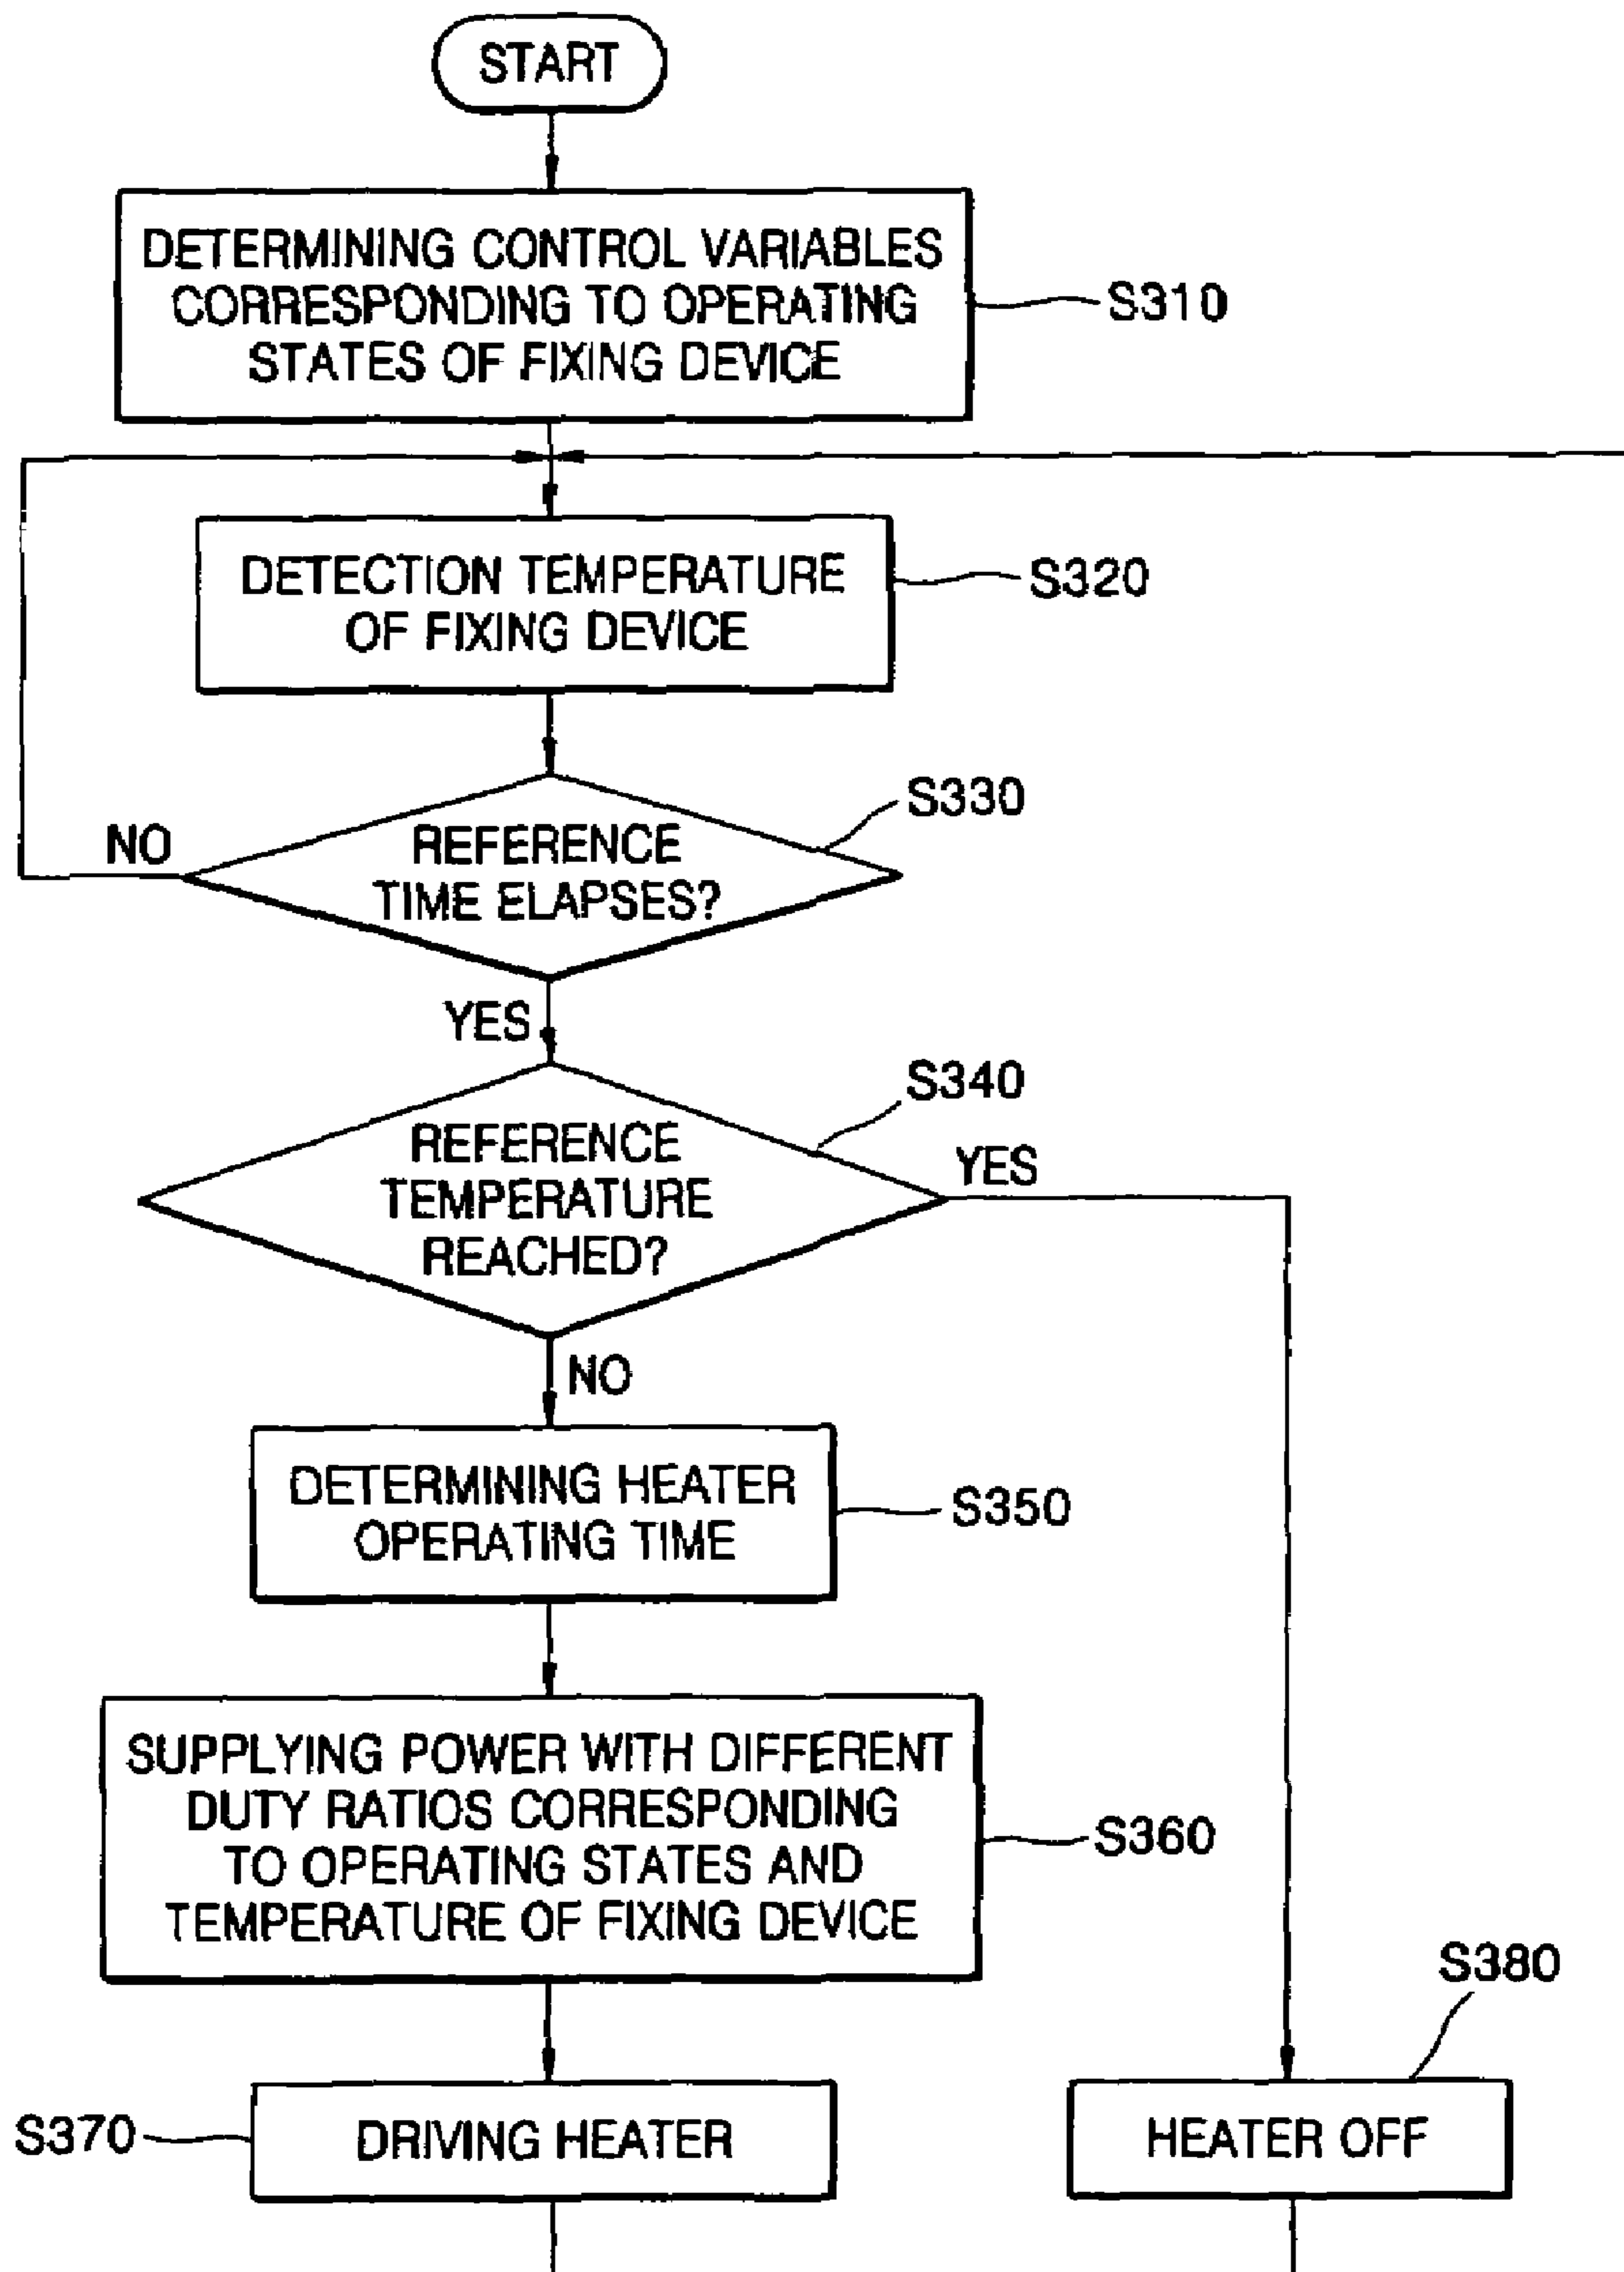 START
DETERMINING CONTROL VARIABLES
CORRESPONDING TO OPERATING
STATES OF FIXING DEVICE
S310
DETECTION TEMPERATURE
OF FIXING DEVICE
S320
S330
NO
REFERENCE
TIME ELAPSES?
YES
S340
REFERENCE
TEMPERATURE
REACHED?
YES
NO
DETERMINING HEATER
OPERATING TIME
S350
SUPPLYING POWER WITH DIFFERENT
DUTY RATIOS CORRESPONDING
TO OPERATING STATES AND
TEMPERATURE OF FIXING DEVICE
S360
S380
S370
DRIVING HEATER
HEATER OFF